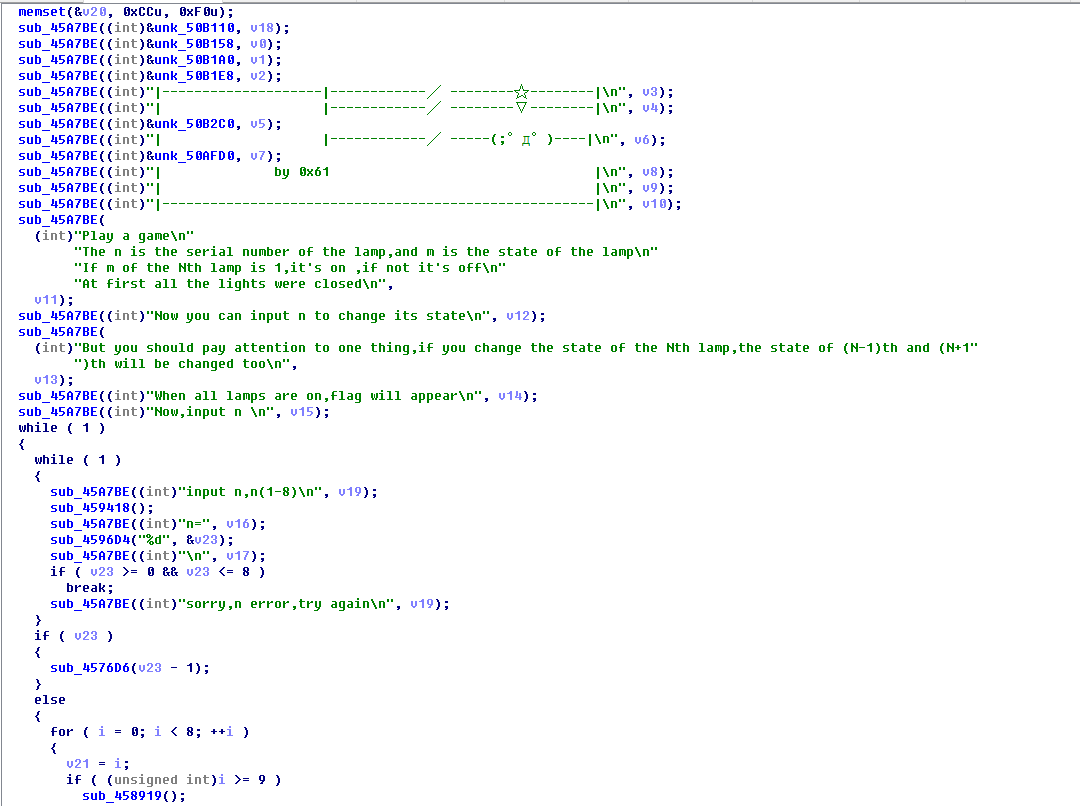 memset(&v20, 0xCCu, 0xF0u);
sub_45A7BE((int)&unk_50B110, v18);
sub_45A7BE((int)&unk_50B158, v0);
sub_45A7BE((int)&unk_50B1A0, v1);
sub_45A7BE((int)&unk_50B1E8, v2);
sub_45A7BE((int)"|--------------------|------------／ --------☆--------|\n", v3);
sub_45A7BE((int)"|                    |------------／ --------▽--------|\n", v4);
sub_45A7BE((int)&unk_50B2C0, v5);
sub_45A7BE((int)"|                    |------------／ -----(;ﾟ дﾟ )----|\n", v6);
sub_45A7BE((int)&unk_50AFD0, v7);
sub_45A7BE((int)"|              by 0x61                                 |\n", v8);
sub_45A7BE((int)"|                                                      |\n", v9);
sub_45A7BE((int)"|------------------------------------------------------|\n", v10);
sub_45A7BE(
(int)"Play a game\n"
"The n is the serial number of the lamp,and m is the state of the lamp\n"
"If m of the Nth lamp is 1,it's on ,if not it's off\n"
"At first all the lights were closed\n",
v11);
sub_45A7BE((int)"Now you can input n to change its state\n", v12);
sub_45A7BE(
(int)"But you should pay attention to one thing,if you change the state of the Nth lamp,the state of (N-1)th and (N+1"
")th will be changed too\n",
v13);
sub_45A7BE((int)"When all lamps are on,flag will appear\n", v14);
sub_45A7BE((int)"Now,input n \n", v15);
while ( 1 )
{
while ( 1 )
{
sub_45A7BE((int)"input n,n(1-8)\n", v19);
sub_459418();
sub_45A7BE((int)"n=", v16);
sub_4596D4("%d", &v23);
sub_45A7BE((int)"\n", v17);
if ( v23 >= 0 && v23 <= 8 )
break;
sub_45A7BE((int)"sorry,n error,try again\n", v19);
}
if ( v23 )
{
sub_4576D6(v23 - 1);
}
else
{
for ( i = 0; i < 8; ++i )
{
v21 = i;
if ( (unsigned int)i >= 9 )
sub_458919();